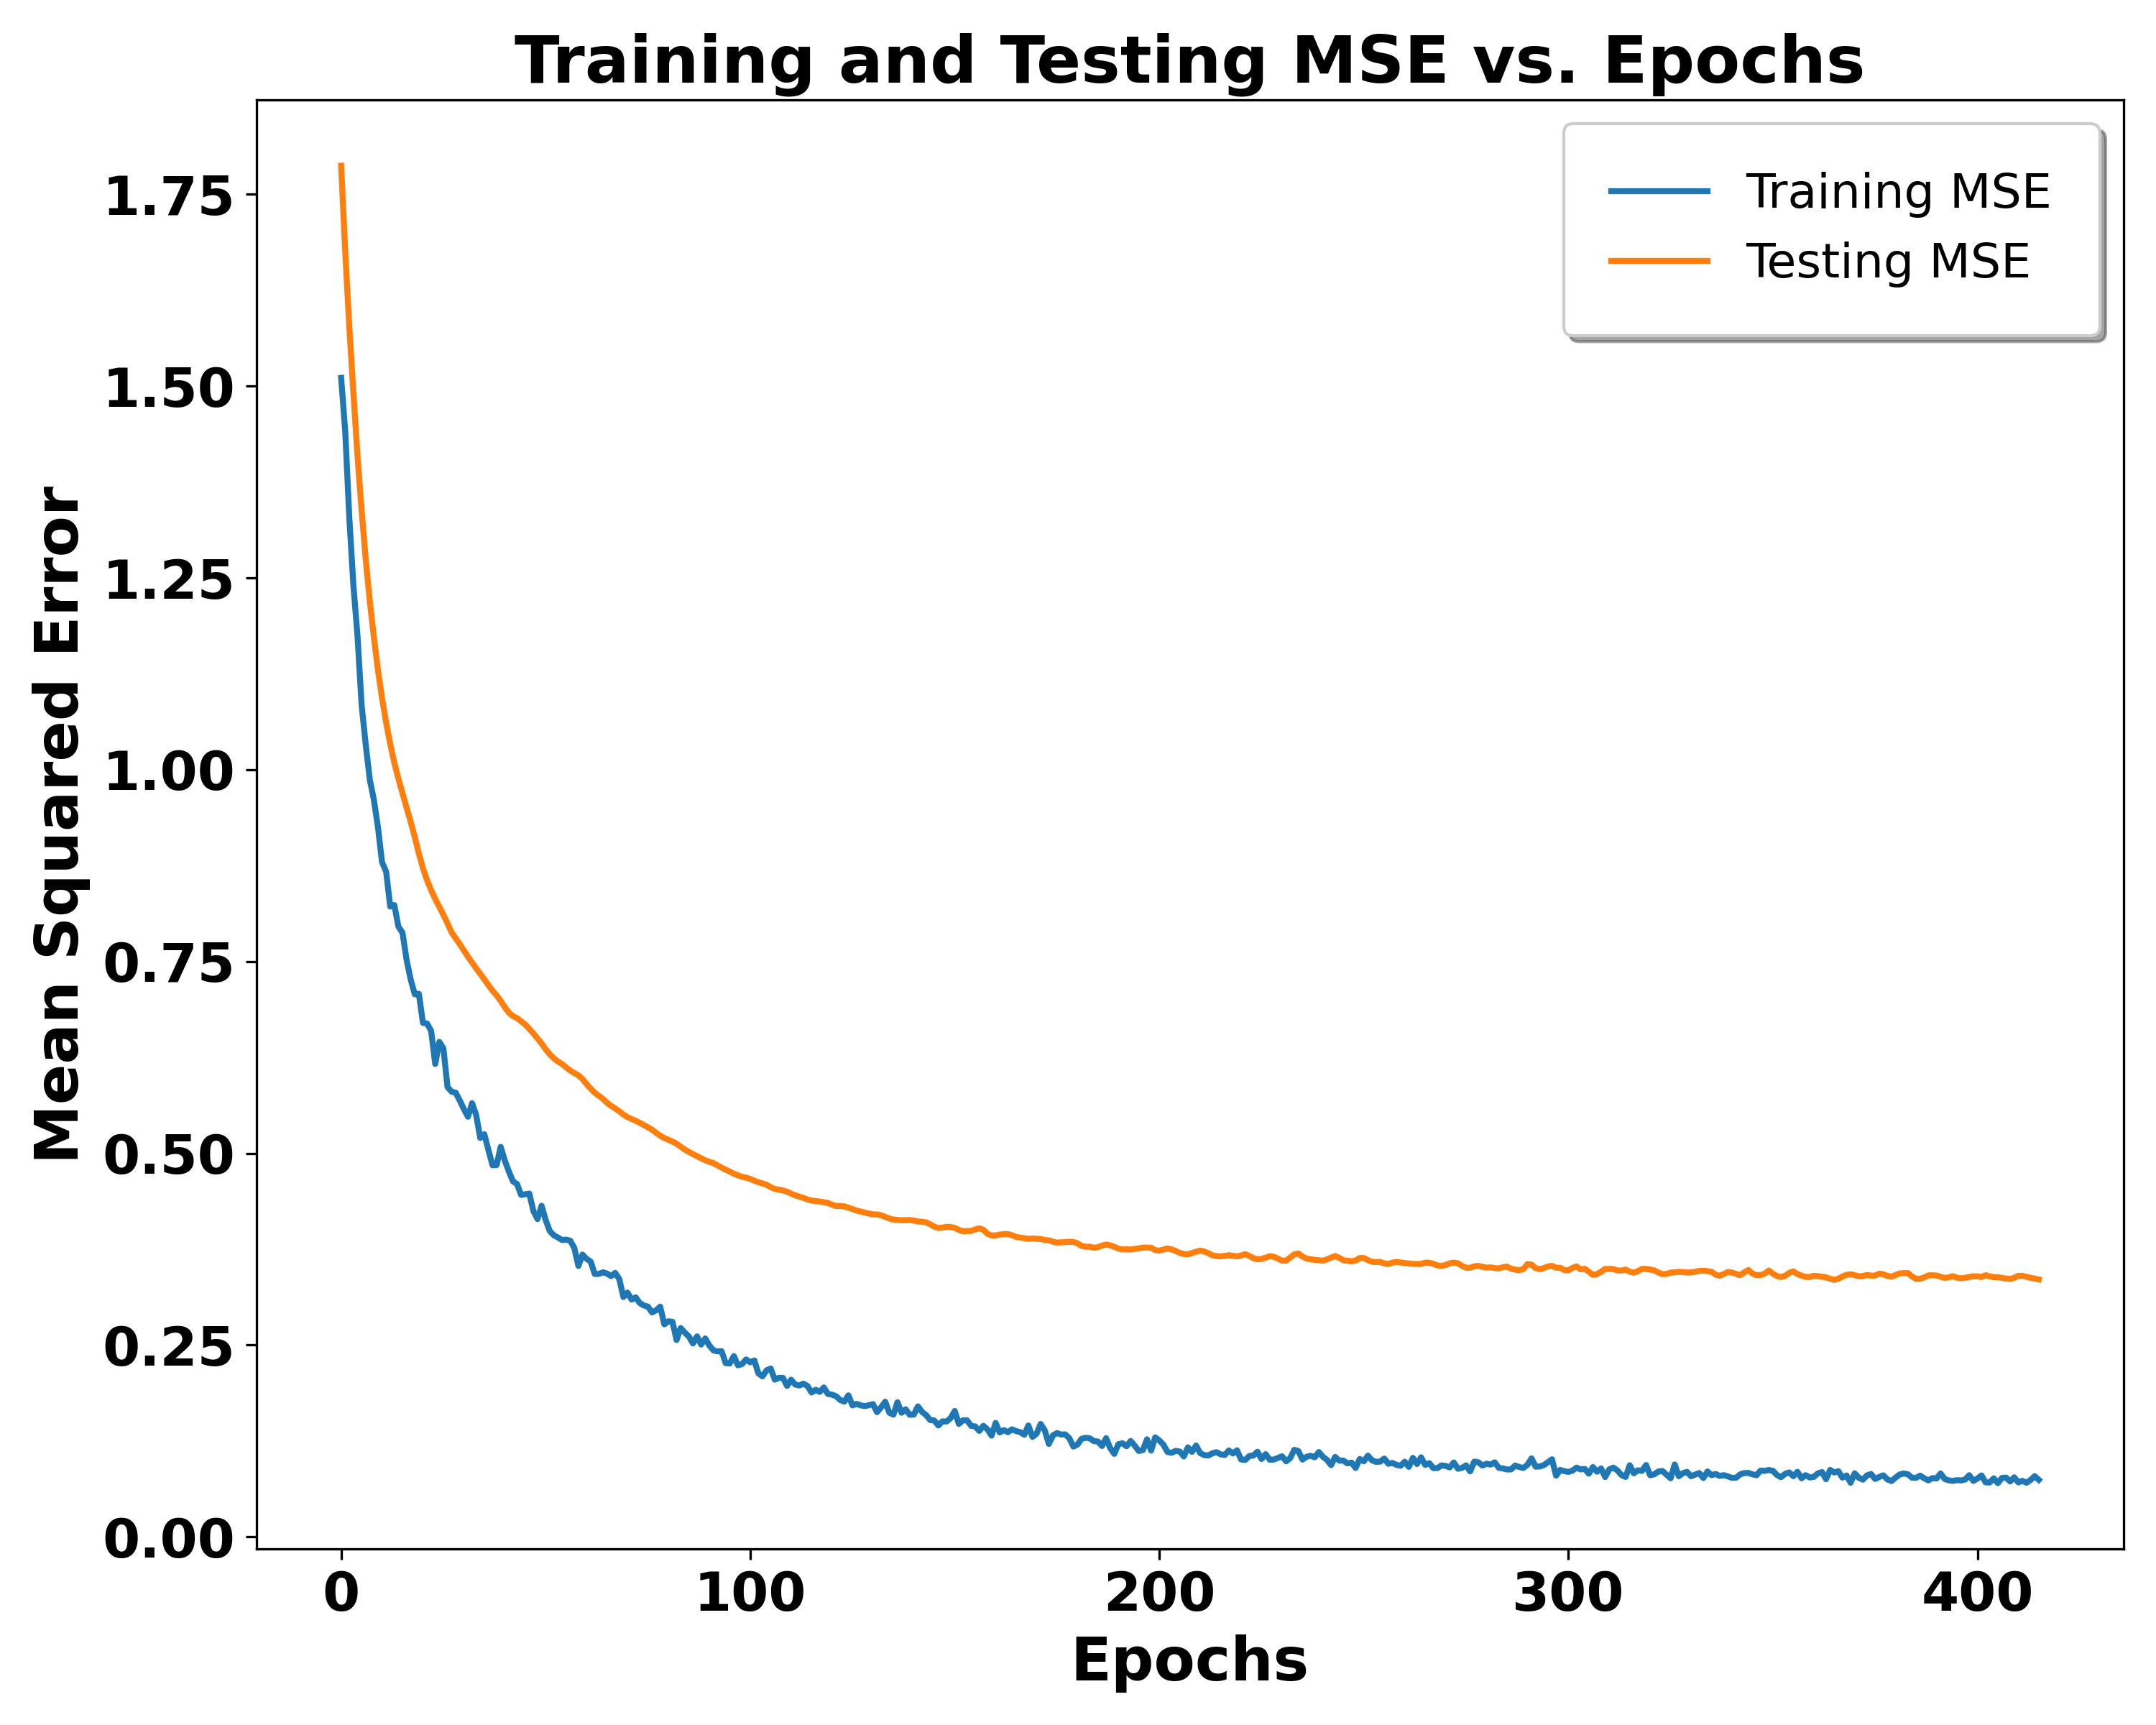 Training and Testing MSE vs. Epochs
Training MSE
Testing MSE
Mean Squared Error
1.75
1.50
1.25
1.00
0.75
0.50
0.25
0.00
0 100 200 300 400
Epochs